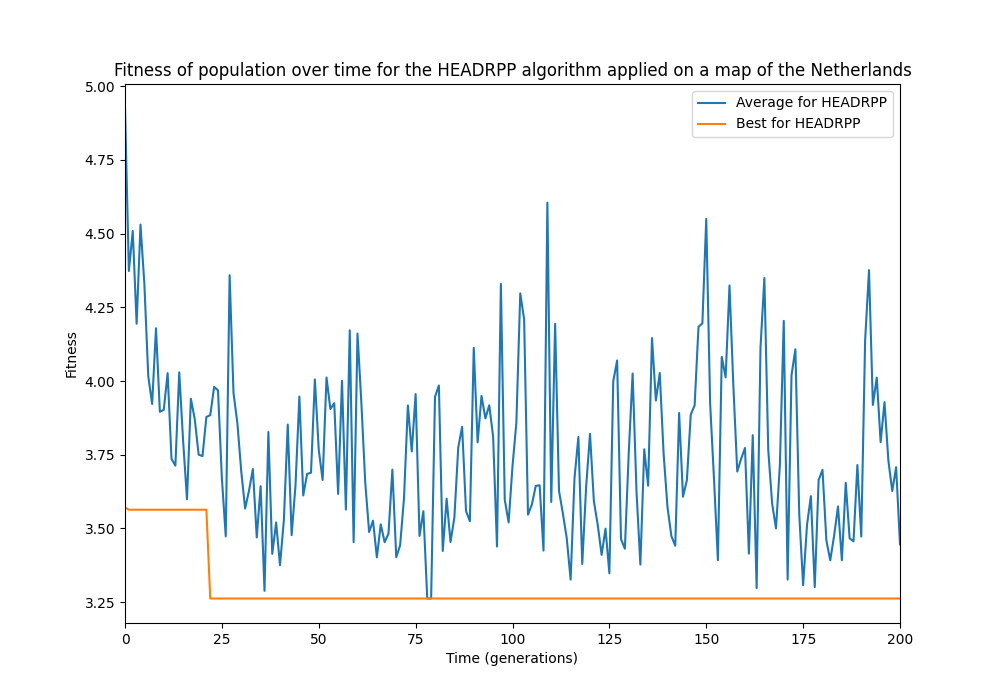 Fitness of population over time for the HEADRPP algorithm applied on a map of the Netherlands
Average for HEADRPP
Best for HEADRPP
Fitness
5.00
4.75
4.50
4.25
4.00
3.75
3.50
3.25
0 25 50 75 100 125 150 175 200
Time (generations)